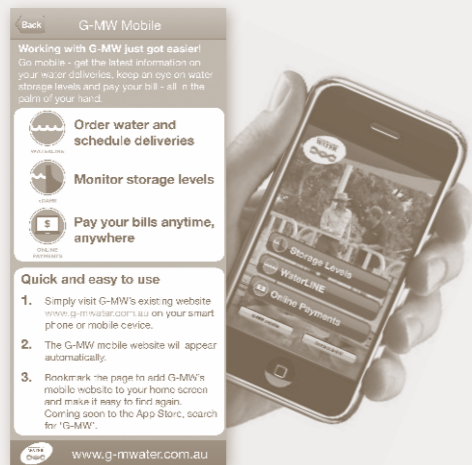 Back
G-MW Mobile
Working with G-MW just got easier!
Go mobile - get the latest information on
your water deliveries, keep an eye on water
storage levels and pay your bill - all in the
palm of your hand.
Order water and
schedule deliveries
WATERLINE
Monitor storage levels
Pay your bills anytime,
anywhere
$
ONLINE
PAYMENTS
Quick and easy to use
1. Simply visit G-MW's existing website
www.g-mwater.com.au on your smart
phone or mobile device.
2. The G-MW mobile website will appear
automatically.
3. Bookmark the page to add G-MW's
mobile website to your home screen
and make it easy to find again.
Coming soon to the App Store, search
for 'G-MW'.
WATER
www.g-mwater.com.au
WATER
Storage Levels
WaterLINE
Online Payments